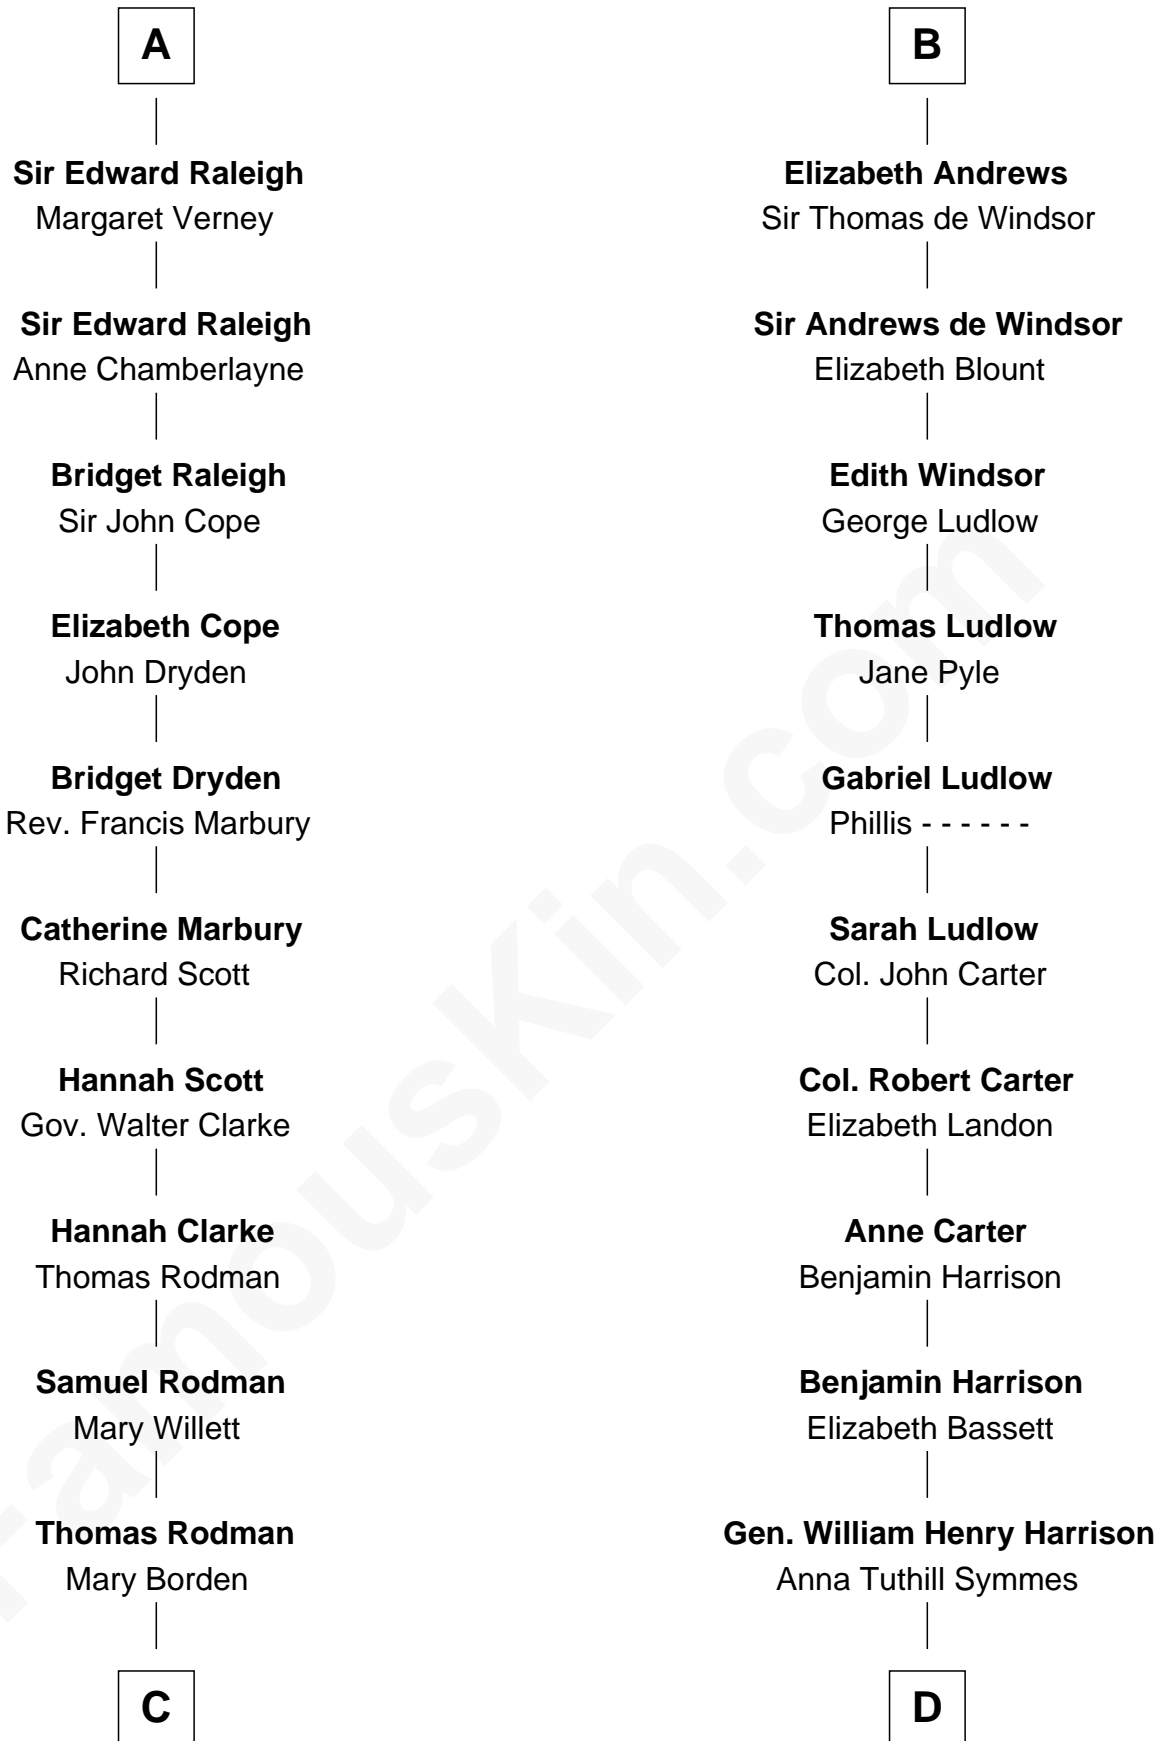 A
Sir Edward Raleigh
Margaret Verney
Sir Edward Raleigh
Anne Chamberlayne
Bridget Raleigh
Sir John Cope
Elizabeth Cope
John Dryden
Bridget Dryden
Rev. Francis Marbury
Catherine Marbury
Richard Scott
Hannah Scott
Gov. Walter Clarke
Hannah Clarke
Thomas Rodman
Samuel Rodman
Mary Willett
Thomas Rodman
Mary Borden
C
B
Elizabeth Andrews
Sir Thomas de Windsor
Sir Andrews de Windsor
Elizabeth Blount
Edith Windsor
George Ludlow
Thomas Ludlow
Jane Pyle
Gabriel Ludlow
Phillis - - - - - -
Sarah Ludlow
Col. John Carter
Col. Robert Carter
Elizabeth Landon
Anne Carter
Benjamin Harrison
Benjamin Harrison
Elizabeth Bassett
Gen. William Henry Harrison
Anna Tuthill Symmes
D
FamousKin.com